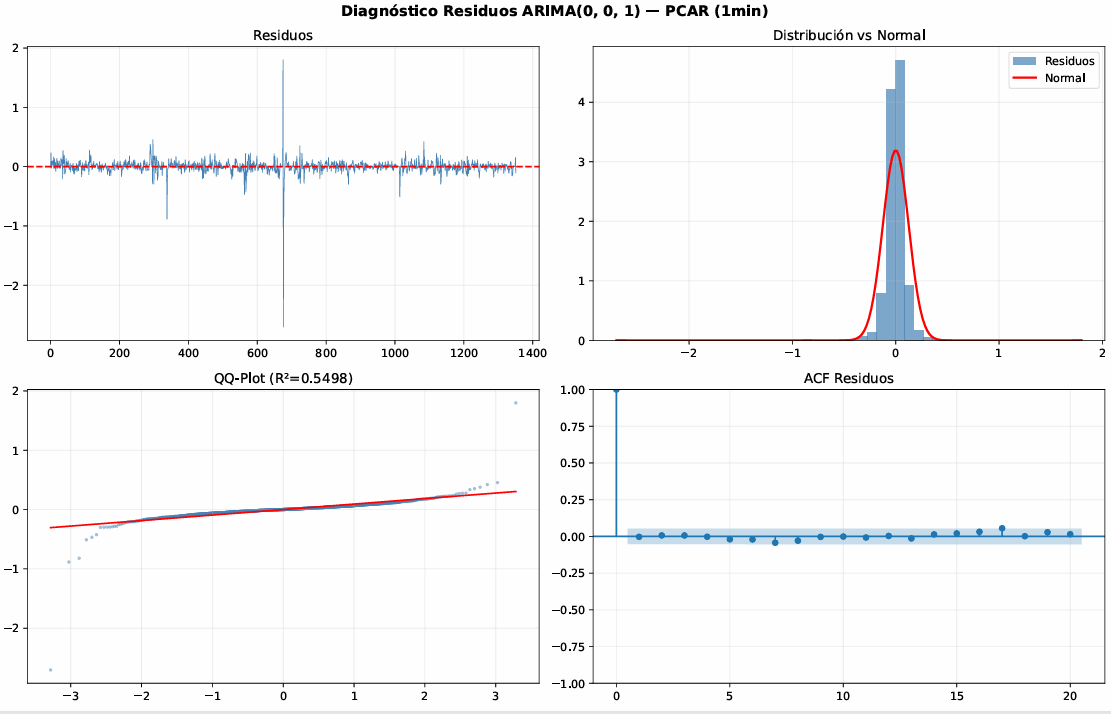 Diagnóstico Residuos ARIMA(0, 0, 1) — PCAR (1min)
Residuos
2
1
0
−1
−2
0 200 400 600 800 1000 1200 1400
Distribución vs Normal
Residuos
Normal
4
3
2
1
0
−2 −1 0 1 2
QQ-Plot (R²=0.5498)
2
1
0
−1
−2
−3 −2 −1 0 1 2 3
ACF Residuos
1.00
0.75
0.50
0.25
0.00
−0.25
−0.50
−0.75
−1.00
0 5 10 15 20